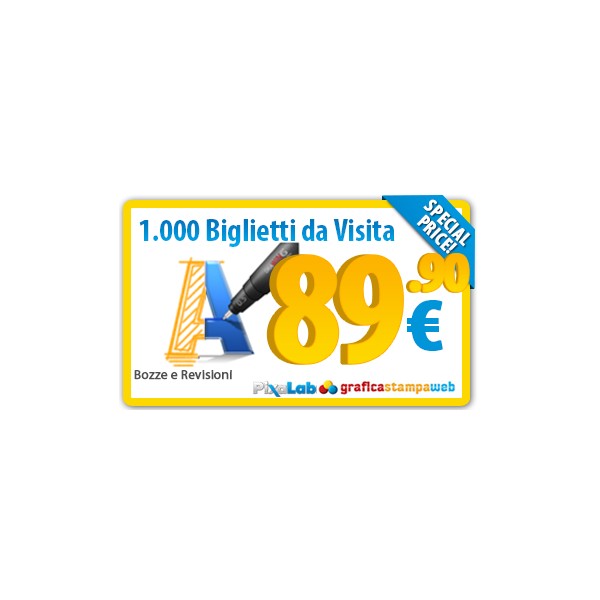 SPECIAL
PRICE!
1.000 Biglietti da Visita
A
89.90
€
Bozze e Revisioni
PixeLab graficastampaweb